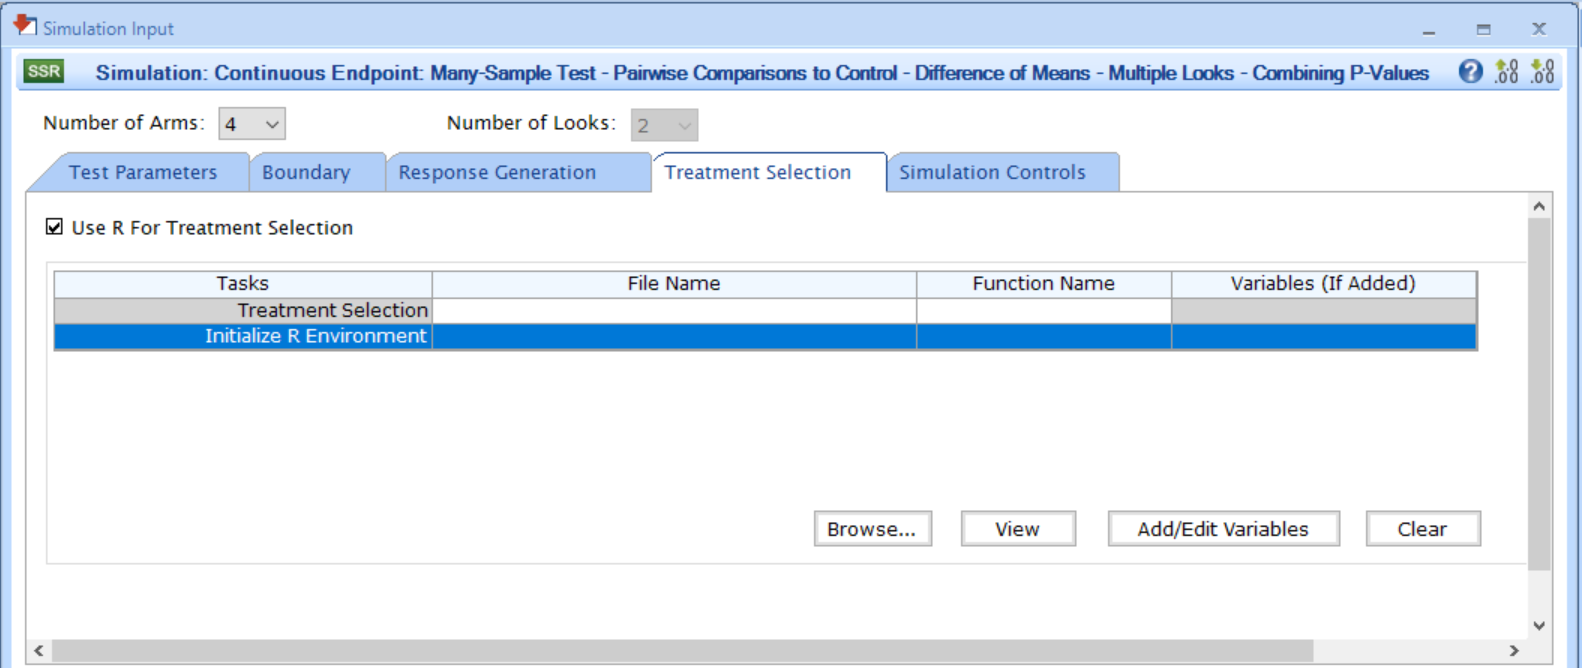 Simulation Input
SSR Simulation: Continuous Endpoint: Many-Sample Test - Pairwise Comparisons to Control - Difference of Means - Multiple Looks - Combining P-Values ? .00 .00
Number of Arms: 4 Number of Looks: 2
Test Parameters Boundary Response Generation Treatment Selection Simulation Controls
Use R For Treatment Selection
Tasks File Name Function Name Variables (If Added)
Treatment Selection
Initialize R Environment
Browse... View Add/Edit Variables Clear